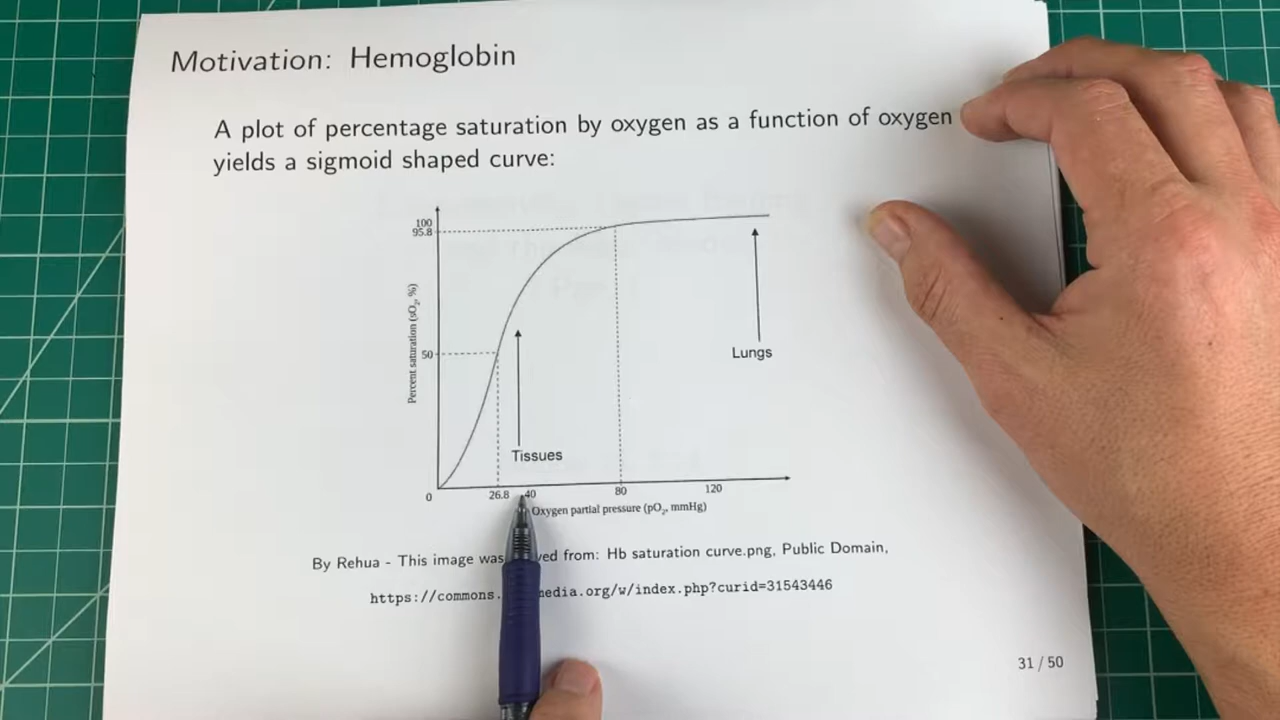 Motivation: Hemoglobin
A plot of percentage saturation by oxygen as a function of oxygen
yields a sigmoid shaped curve:
100
95.8
Percent saturation (sO2, %)
50
Lungs
Tissues
0 26.8 40 80 120
Oxygen partial pressure (pO2, mmHg)
By Rehua - This image was from: Hb saturation curve.png, Public Domain,
https://commons. media.org/w/index.php?curid=31543446
31 / 50